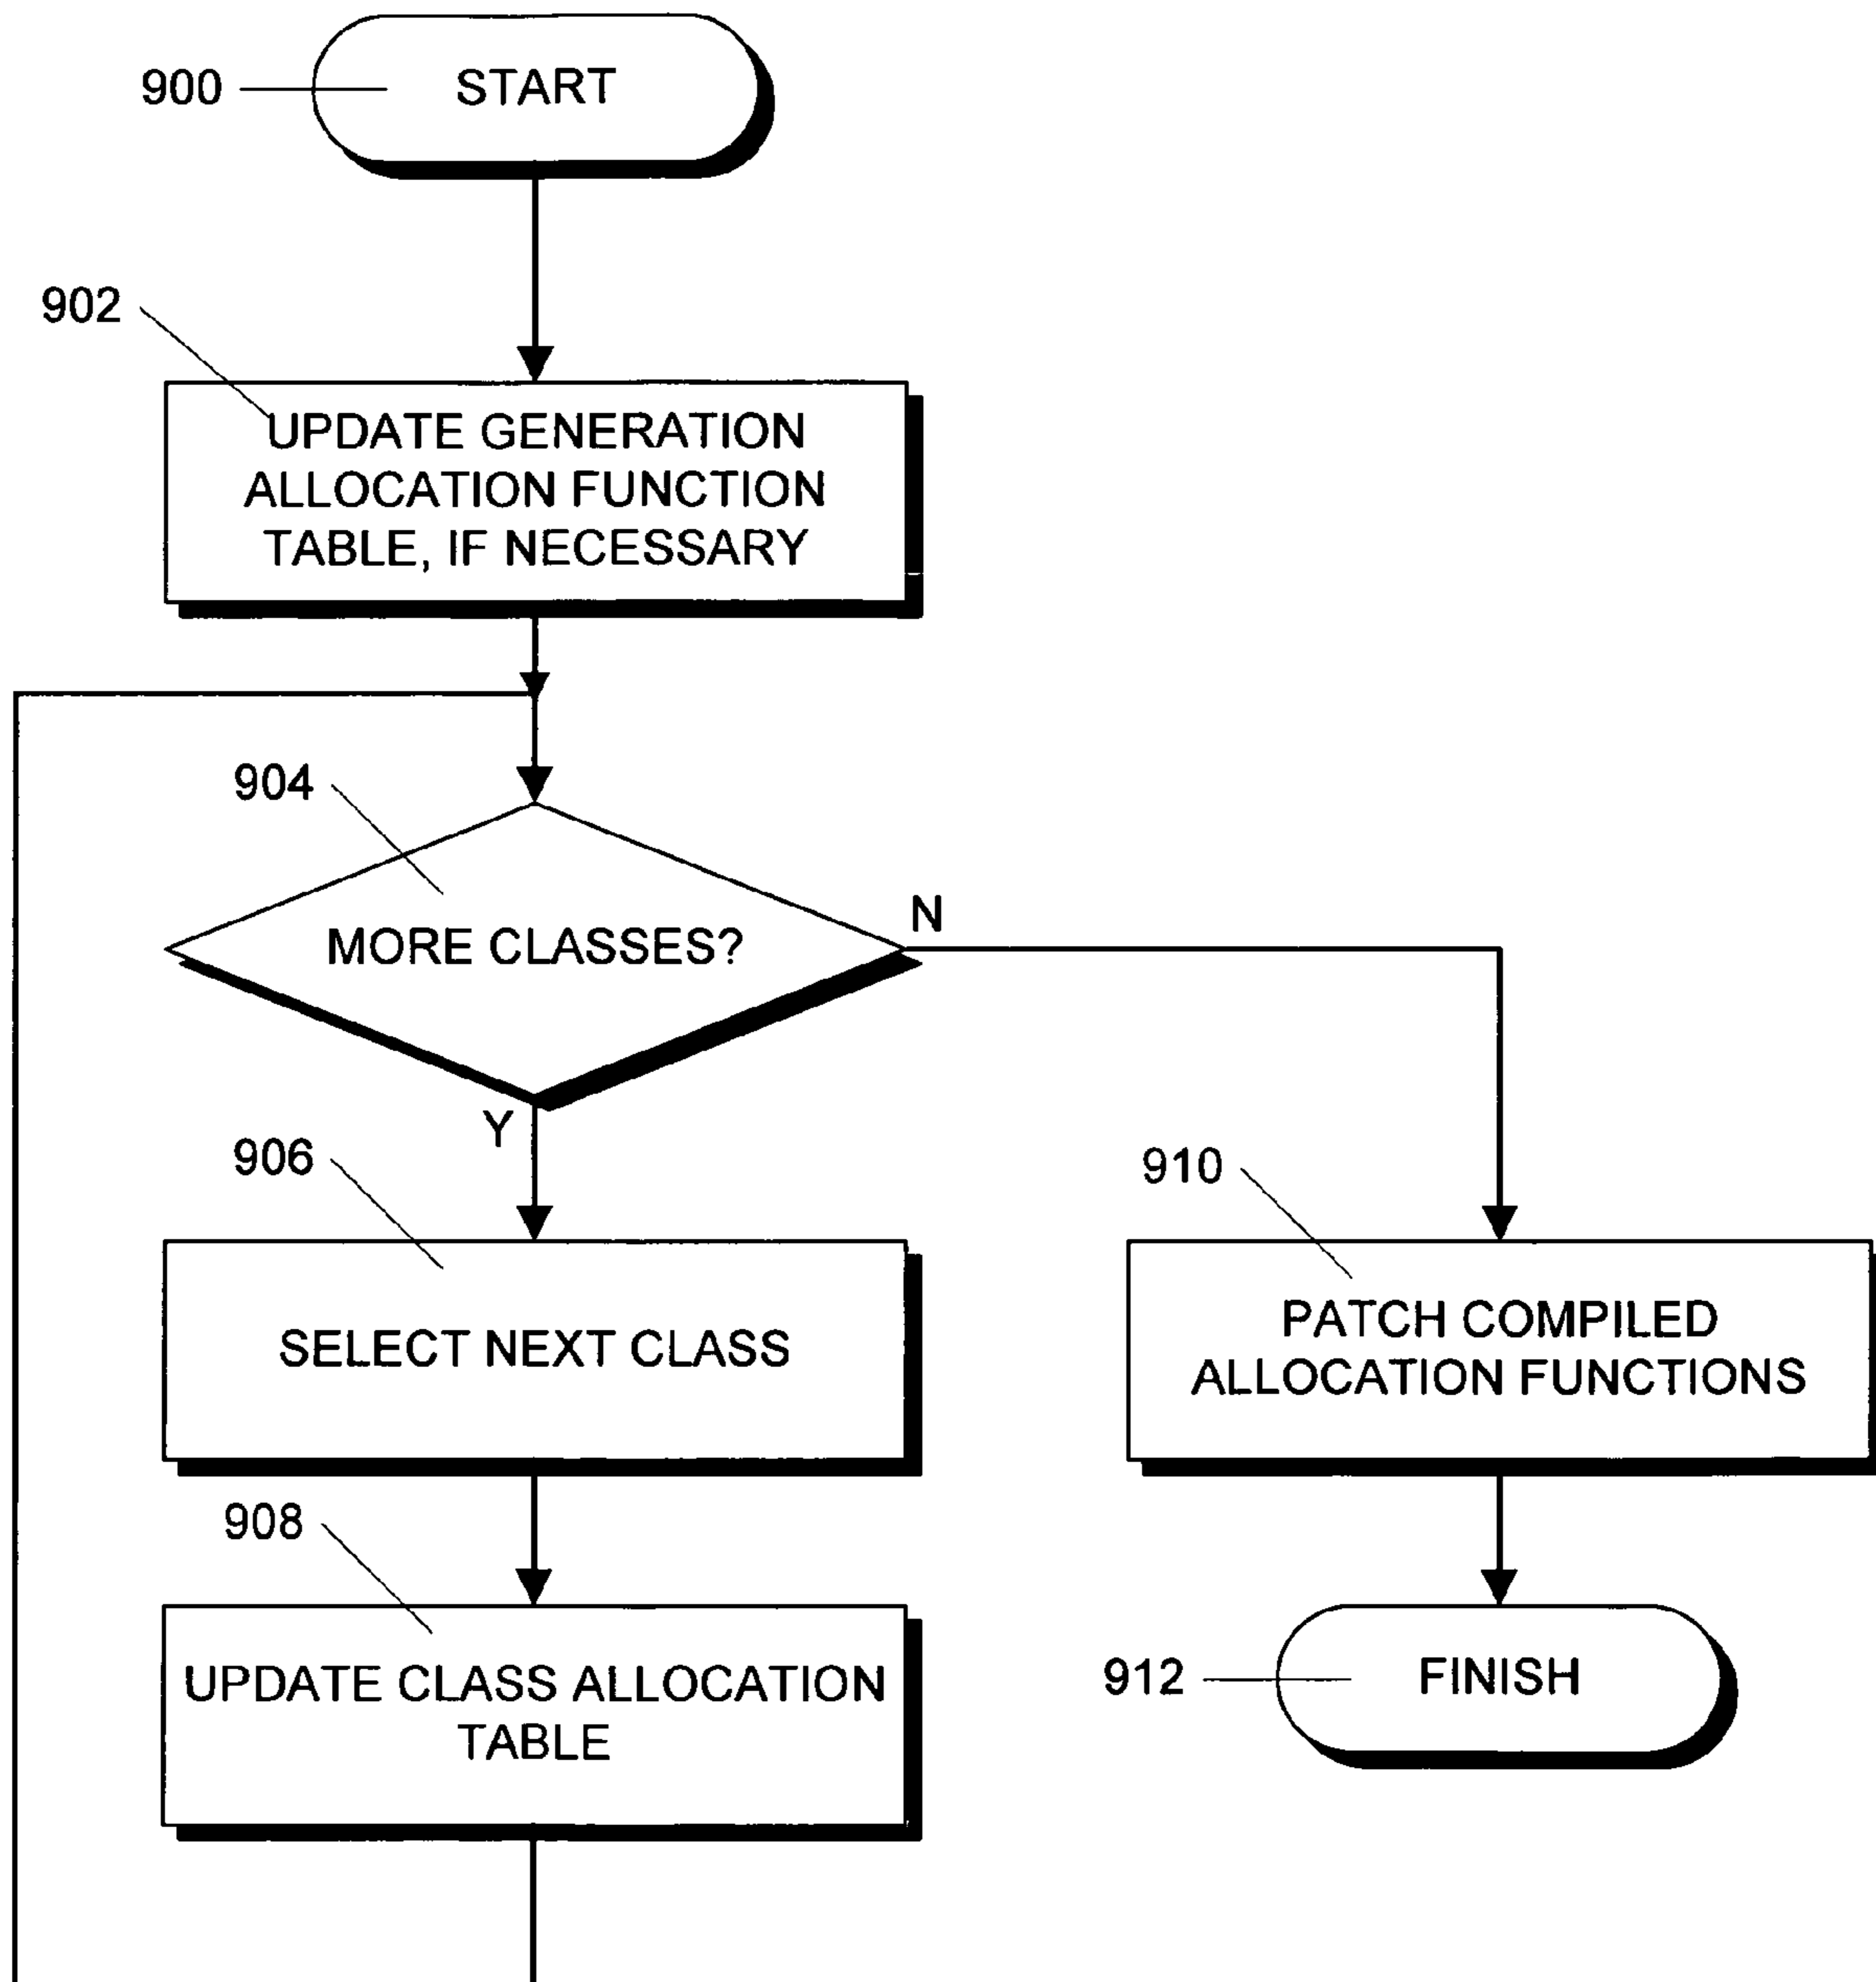 900
START
902
UPDATE GENERATION
ALLOCATION FUNCTION
TABLE, IF NECESSARY
904
MORE CLASSES?
N
Y
906
SELECT NEXT CLASS
910
PATCH COMPILED
ALLOCATION FUNCTIONS
908
UPDATE CLASS ALLOCATION
TABLE
912
FINISH